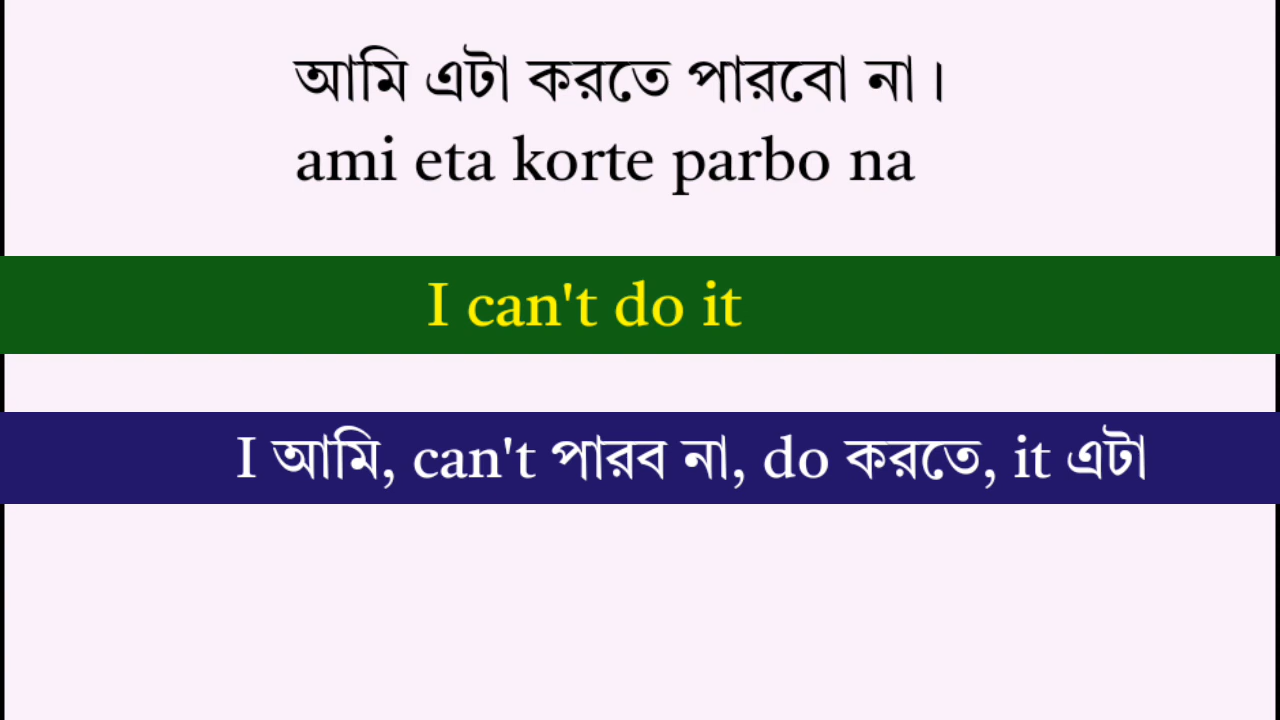 আমি এটা করতে পারবো না।
ami eta korte parbo na
I can't do it
I আমি, can't পারব না, do করতে, it এটা